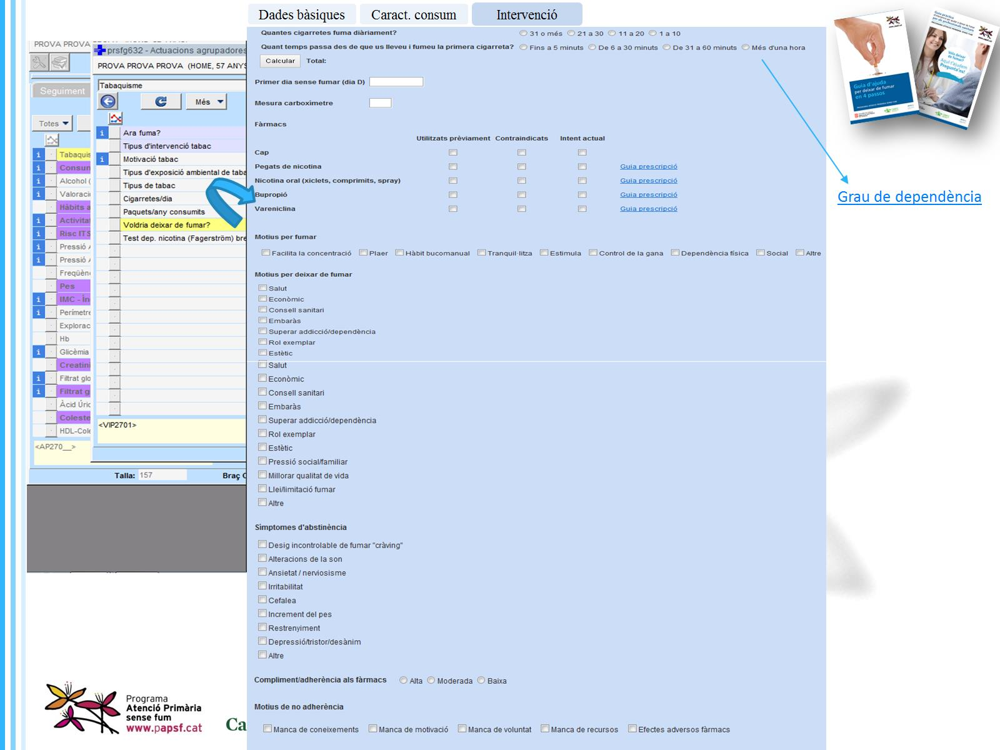 Dades bàsiques
Caract. consum
Intervenció
PROVA PROVA
prsfg632 - Actuacions agrupadores
PROVA PROVA PROVA (HOME, 57 ANYS
Seguiment
Tabaquisme
Més
Totes
Tabaquis
Consun
Alcohol (
Valoraci
Hàbits a
Activitat
Risc ITS
Pressió A
Pressió A
Freqüèn
Pes
IMC - Ín
Perímetre
Explorac
Hb
Glicèmia
Creatini
Filtrat glo
Filtrat g
Àcid Úric
Coleste
HDL-Cole
<AP270__>
Talla: 157
Braç
Ara fuma?
Tipus d'intervenció tabac
Motivació tabac
Tipus d'exposició ambiental de taba
Tipus de tabac
Cigarretes/dia
Paquets/any consumits
Voldria deixar de fumar?
Test dep. nicotina (Fagerström) bre
<VIP2701>
Quantes cigarretes fuma diàriament? 31 o més 21 a 30 11 a 20 1 a 10
Quant temps passa des de que us lleveu i fumeu la primera cigarreta? Fins a 5 minuts De 6 a 30 minuts De 31 a 60 minuts Més d'una hora
Calcular Total:
Primer dia sense fumar (dia D)
Mesura carboximetre
Fàrmacs
Utilitzats prèviament Contraindicats Intent actual
Cap
Pegats de nicotina Guia prescripció
Nicotina oral (xiclets, comprimits, spray) Guia prescripció
Bupropió Guia prescripció
Vareniclina Guia prescripció
Motius per fumar
Facilita la concentració Plaer Hàbit bucomanual Tranquil·litza Estimula Control de la gana Dependència física Social Altre
Motius per deixar de fumar
Salut
Econòmic
Consell sanitari
Embaràs
Superar addicció/dependència
Rol exemplar
Estètic
Salut
Econòmic
Consell sanitari
Embaràs
Superar addicció/dependència
Rol exemplar
Estètic
Pressió social/familiar
Millorar qualitat de vida
Llei/limitació fumar
Altre
Símptomes d'abstinència
Desig incontrolable de fumar "cràving"
Alteracions de la son
Ansietat / nerviosisme
Irritabilitat
Cefalea
Increment del pes
Restrenyiment
Depressió/tristor/desànim
Altre
Compliment/adherència als fàrmacs Alta Moderada Baixa
Motius de no adherència
Manca de coneixements Manca de motivació Manca de voluntat Manca de recursos Efectes adversos fàrmacs
Guia d'ajuda
per deixar de fumar
en 4 passos
Guia pràctica
Vols deixar
de fumar?
Aquí t'ajudem
Pregunta'ns!
Grau de dependència
Programa
Atenció Primària
sense fum
www.papsf.cat
Ca